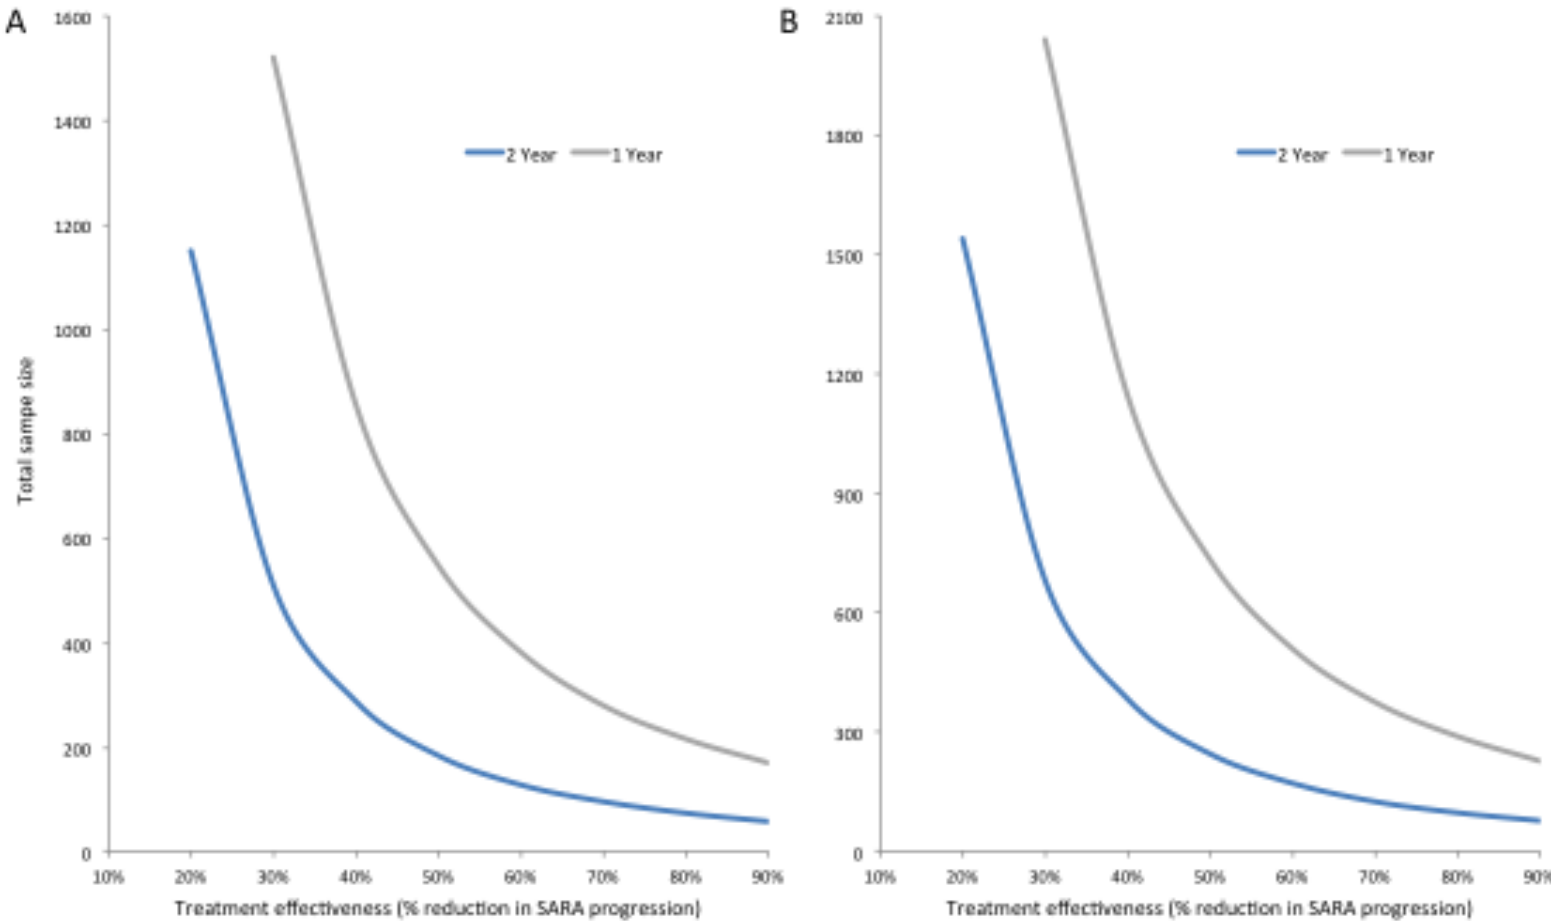 A
1600
1400
1200
1000
800
600
400
200
0
Total sampe size
2 Year 1 Year
10% 20% 30% 40% 50% 60% 70% 80% 90%
Treatment effectiveness (% reduction in SARA progression)
B
2100
1800
1500
1200
900
600
300
0
2 Year 1 Year
10% 20% 30% 40% 50% 60% 70% 80% 90%
Treatment effectiveness (% reduction in SARA progression)